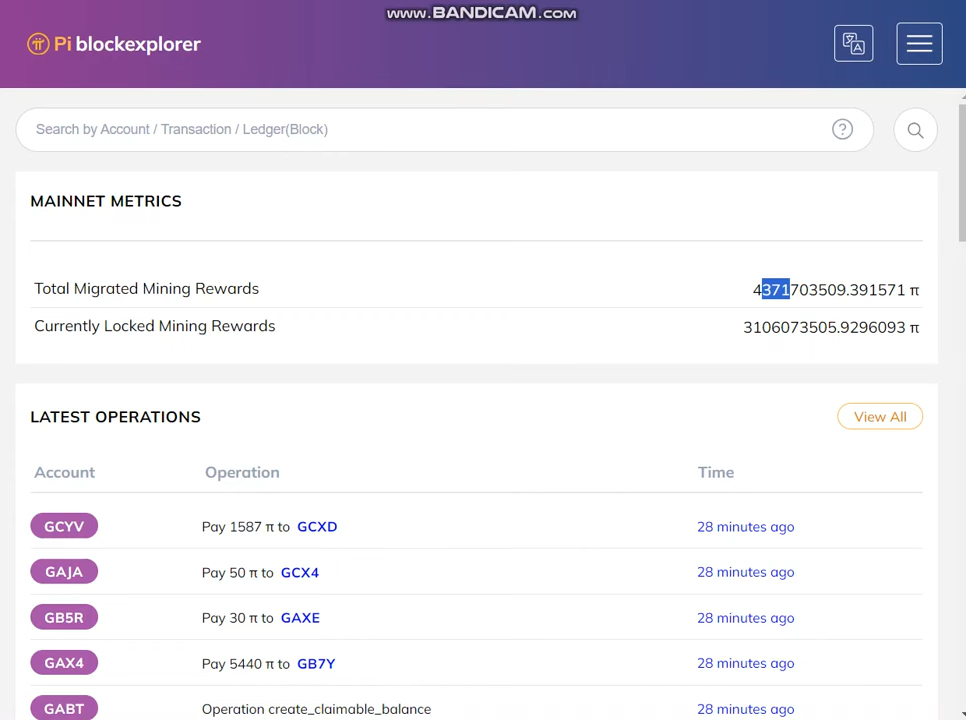 www.BANDICAM.com
Pi blockexplorer
Search by Account / Transaction / Ledger(Block)
MAINNET METRICS
Total Migrated Mining Rewards 4371703509.391571 π
Currently Locked Mining Rewards 3106073505.9296093 π
LATEST OPERATIONS View All
Account Operation Time
GCYV Pay 1587 π to GCXD 28 minutes ago
GAJA Pay 50 π to GCX4 28 minutes ago
GB5R Pay 30 π to GAXE 28 minutes ago
GAX4 Pay 5440 π to GB7Y 28 minutes ago
GABT Operation create_claimable_balance 28 minutes ago